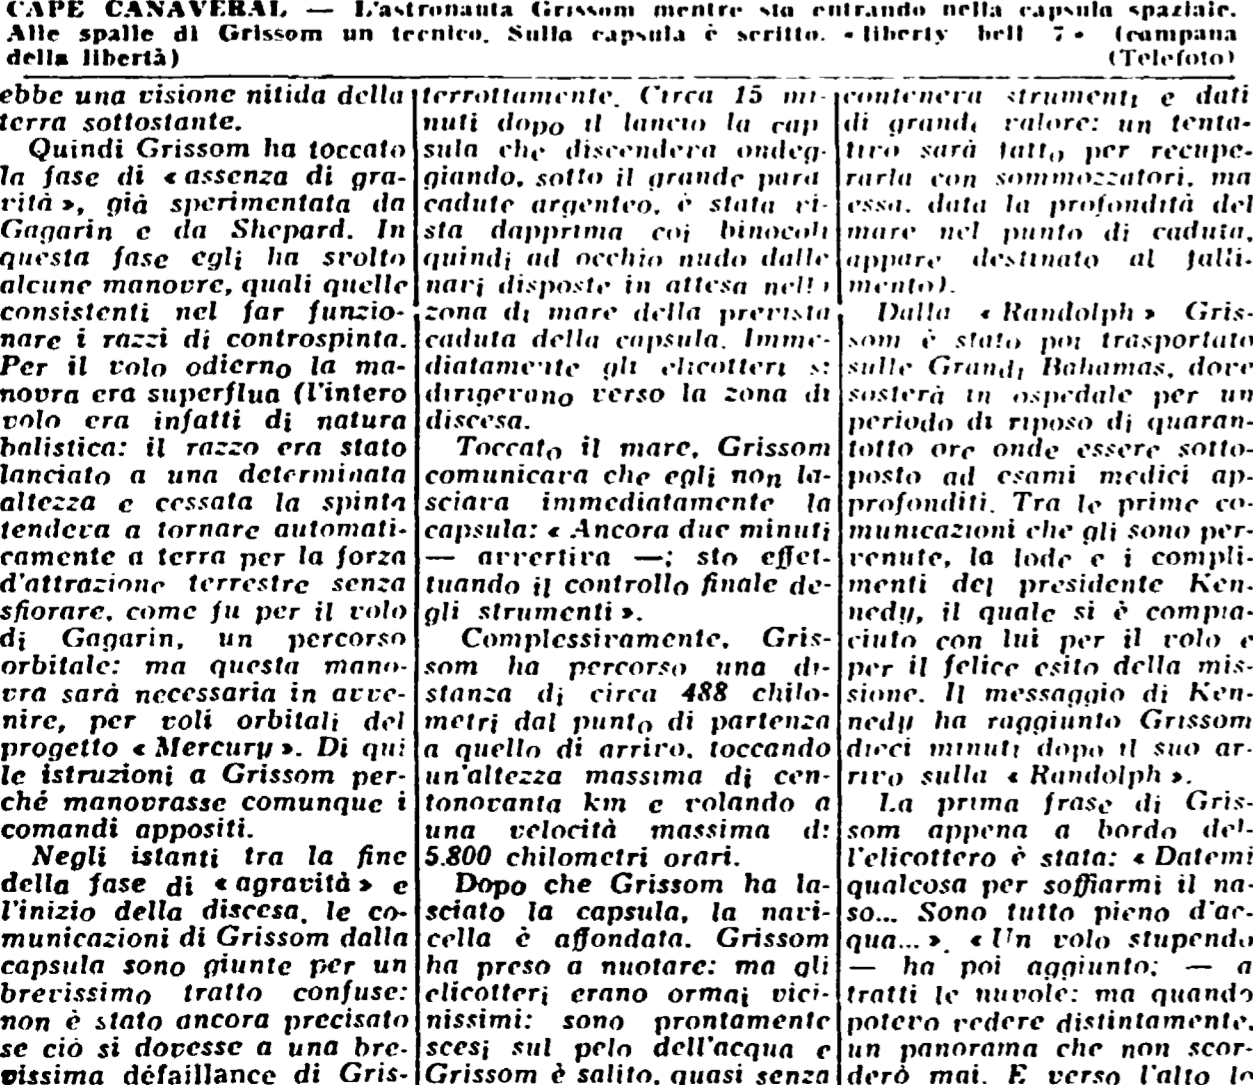 CAPE CANAVERAL — L'astronauta Grissom mentre sta entrando nella capsula spaziale.
Alle spalle di Grissom un tecnico. Sulla capsula è scritto. « liberty bell 7 » (campana
della libertà) (Telefoto)
ebbe una visione nitida della
terra sottostante.
Quindi Grissom ha toccato
la fase di « assenza di gra-
vità », già sperimentata da
Gagarin e da Shepard. In
questa fase egli ha svolto
alcune manovre, quali quelle
consistenti nel far funzio-
nare i razzi di controspinta.
Per il volo odierno la ma-
novra era superflua (l'intero
volo era infatti di natura
balistica: il razzo era stato
lanciato a una determinata
altezza e cessata la spinta
tendeva a tornare automati-
camente a terra per la forza
d'attrazione terrestre senza
sfiorare, come fu per il volo
di Gagarin, un percorso
orbitale: ma questa mano-
vra sarà necessaria in avve-
nire, per voli orbitali del
progetto « Mercury ». Di qui
le istruzioni a Grissom per-
ché manovrasse comunque i
comandi appositi.
Negli istanti tra la fine
della fase di « agravità » e
l'inizio della discesa, le co-
municazioni di Grissom dalla
capsula sono giunte per un
brevissimo tratto confuse:
non è stato ancora precisato
se ciò si dovesse a una bre-
vissima défaillance di Gris-
terrottamente. Circa 15 mi-
nuti dopo il lancio la cap
sula che discendeva ondeg-
giando, sotto il grande para
cadute argenteo, è stata vi-
sta dapprima coi binocoli
quindi ad occhio nudo dalle
navi disposte in attesa nella
zona di mare della prevista
caduta della capsula. Imme-
diatamente gli elicotteri si
dirigevano verso la zona di
discesa.
Toccato il mare, Grissom
comunicava che egli non la-
sciava immediatamente la
capsula: « Ancora due minuti
— avvertiva —; sto effet-
tuando il controllo finale de-
gli strumenti ».
Complessivamente, Gris-
som ha percorso una di-
stanza di circa 488 chilo-
metri dal punto di partenza
a quello di arrivo, toccando
un'altezza massima di cen-
tonovanta km e volando a
una velocità massima di
5.800 chilometri orari.
Dopo che Grissom ha la-
sciato la capsula, la navi-
cella è affondata. Grissom
ha preso a nuotare: ma gli
elicotteri erano ormai vici-
nissimi: sono prontamente
scesi sul pelo dell'acqua e
Grissom è salito, quasi senza
conteneva strumenti e dati
di grande valore: un tenta-
tivo sarà fatto per recupe-
rarla con sommozzatori, ma
essa, data la profondità del
mare nel punto di caduta,
appare destinato al falli-
mento).
Dalla « Randolph » Gris-
som è stato poi trasportato
sulle Grandi Bahamas, dove
sosterà in ospedale per un
periodo di riposo di quaran-
totto ore onde essere sotto-
posto ad esami medici ap-
profonditi. Tra le prime co-
municazioni che gli sono per-
venute, la lode e i compli-
menti del presidente Ken-
nedy, il quale si è compia-
ciuto con lui per il volo e
per il felice esito della mis-
sione. Il messaggio di Ken-
nedy ha raggiunto Grissom
dieci minuti dopo il suo ar-
rivo sulla « Randolph ».
La prima frase di Gris-
som appena a bordo del-
l'elicottero è stata: « Datemi
qualcosa per soffiarmi il na-
so... Sono tutto pieno d'ac-
qua... ». « Un volo stupendo
— ha poi aggiunto; — a
tratti le nuvole: ma quando
potevo vedere distintamente,
un panorama che non scor-
derò mai. E verso l'alto lo